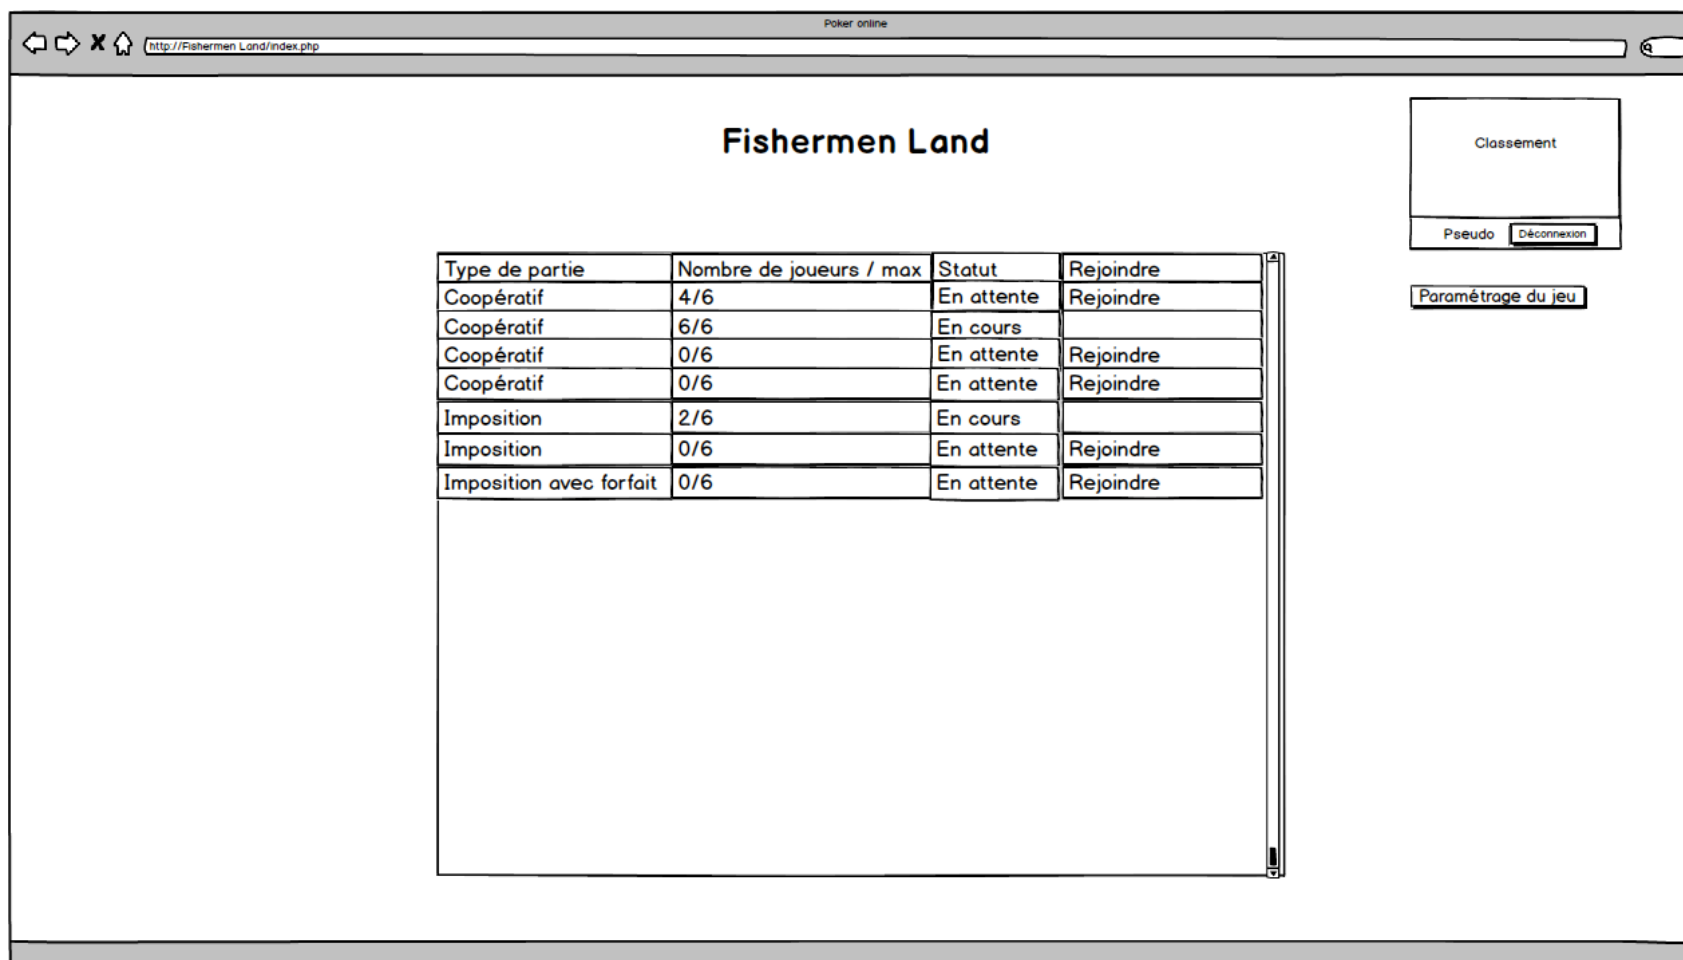 Poker online
http://Fishermen Land/index.php
Fishermen Land
Classement
Pseudo Déconnexion
Paramétrage du jeu
Type de partie Nombre de joueurs / max Statut Rejoindre
Coopératif 4/6 En attente Rejoindre
Coopératif 6/6 En cours
Coopératif 0/6 En attente Rejoindre
Coopératif 0/6 En attente Rejoindre
Imposition 2/6 En cours
Imposition 0/6 En attente Rejoindre
Imposition avec forfait 0/6 En attente Rejoindre